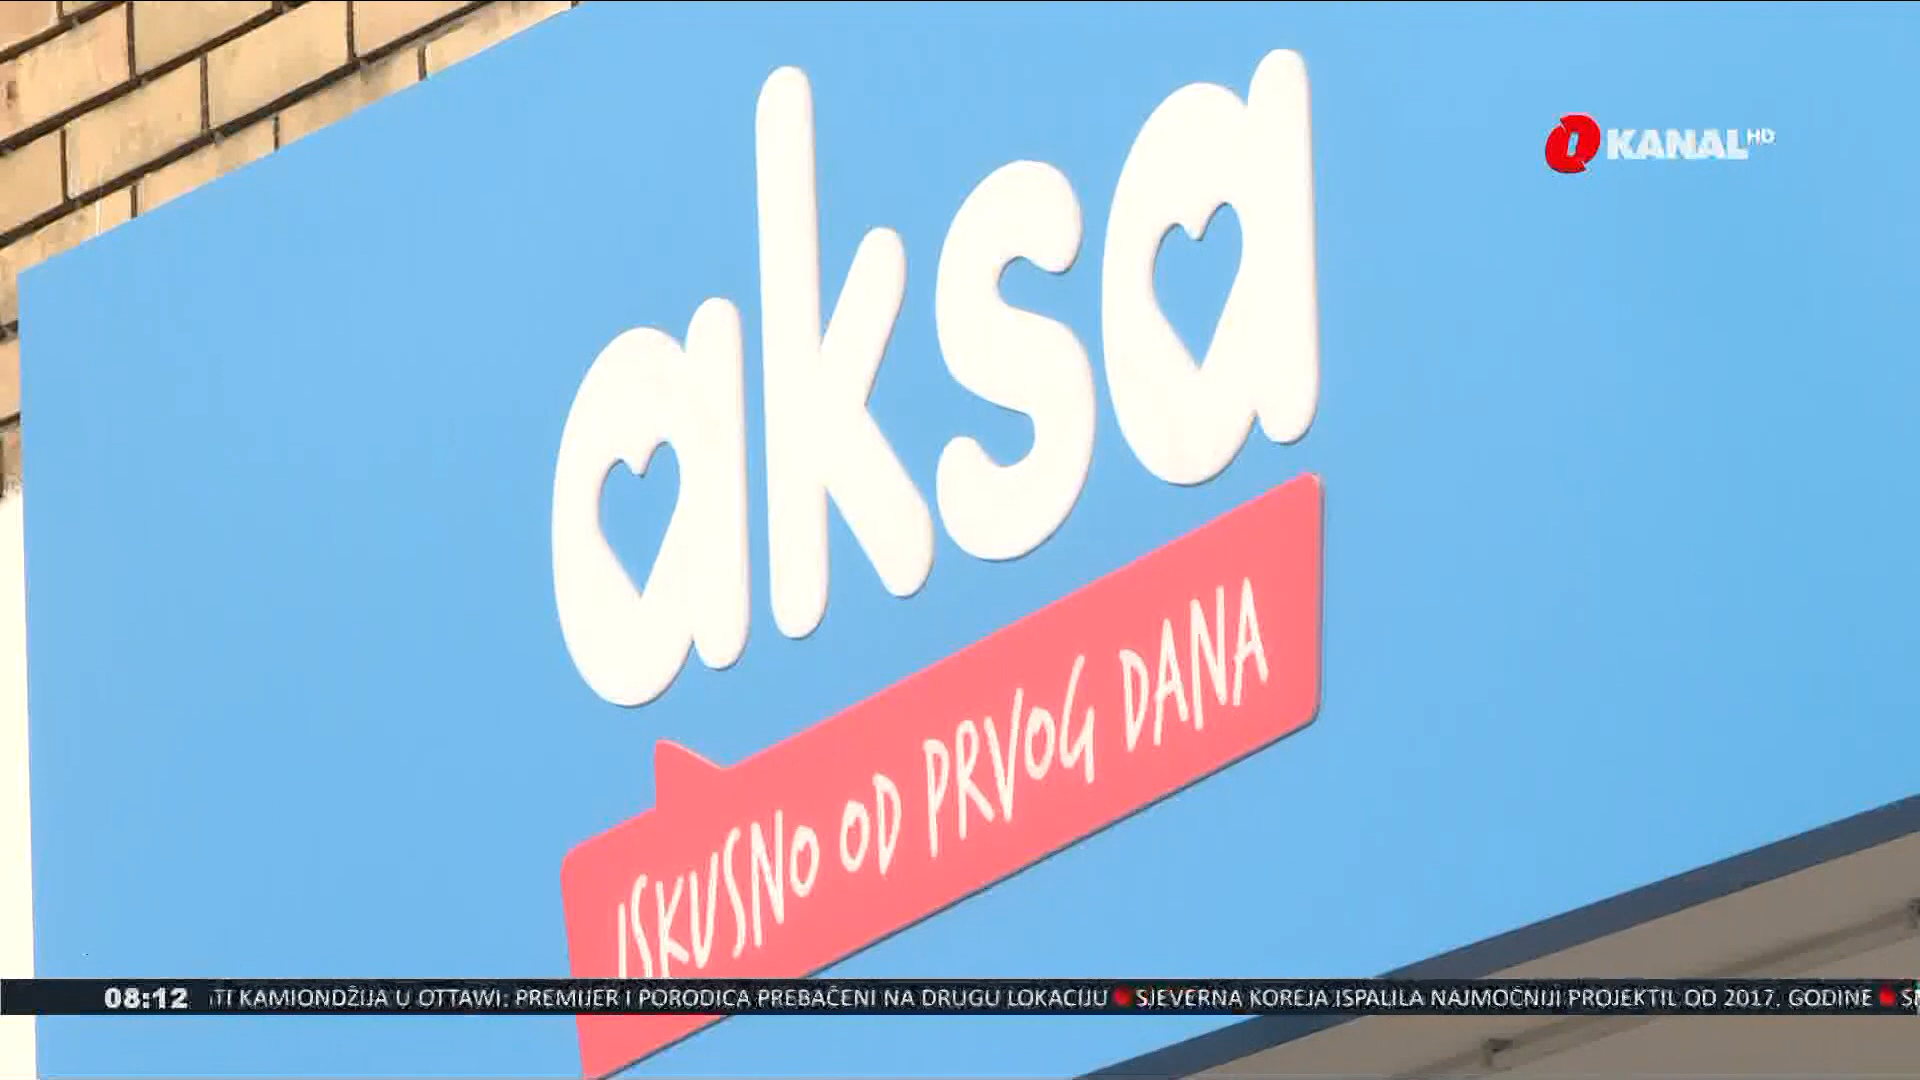 aksa
KANAL HD
ISKUSNO OD PRVOG DANA
08:12 TI KAMIONDŽIJA U OTTAWI: PREMIJER I PORODICA PREBAČENI NA DRUGU LOKACIJU SJEVERNA KOREJA ISPALILA NAJMOĆNIJI PROJEKTIL OD 2017. GODINE